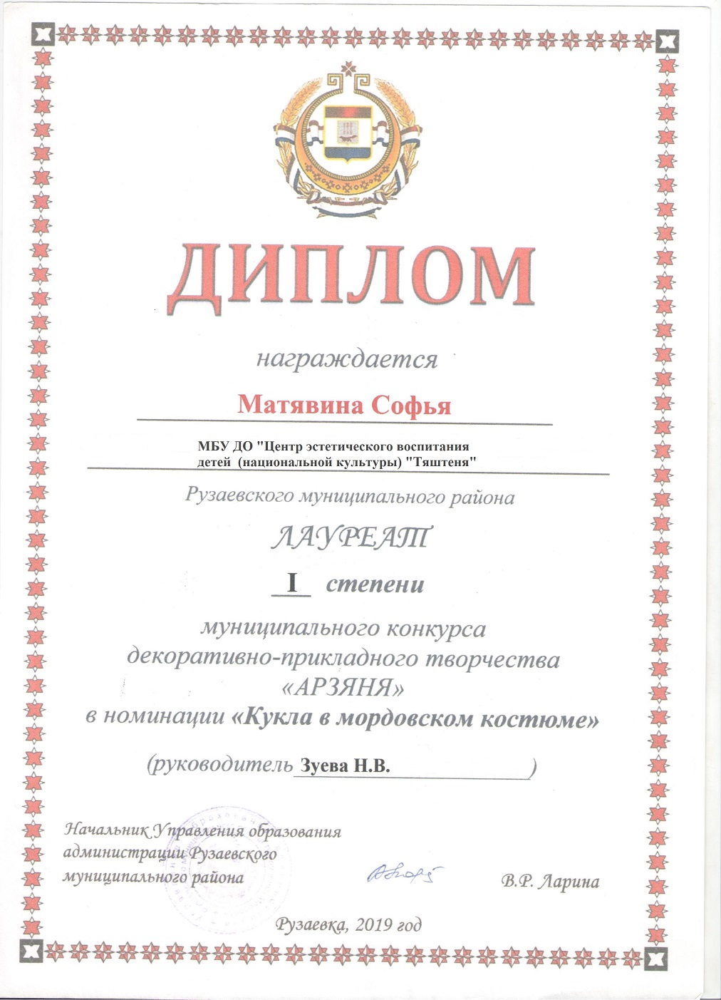 ДИПЛОМ
награждается
Матявина Софья
МБУ ДО "Центр эстетического воспитания
детей (национальной культуры) "Тяштеня"
Рузаевского муниципального района
ЛАУРЕАТ
I степени
муниципального конкурса
декоративно-прикладного творчества
«АРЗЯНЯ»
в номинации «Кукла в мордовском костюме»
(руководитель Зуева Н.В.)
Начальник Управления образования
администрации Рузаевского
муниципального района
В.Р. Ларина
Рузаевка, 2019 год